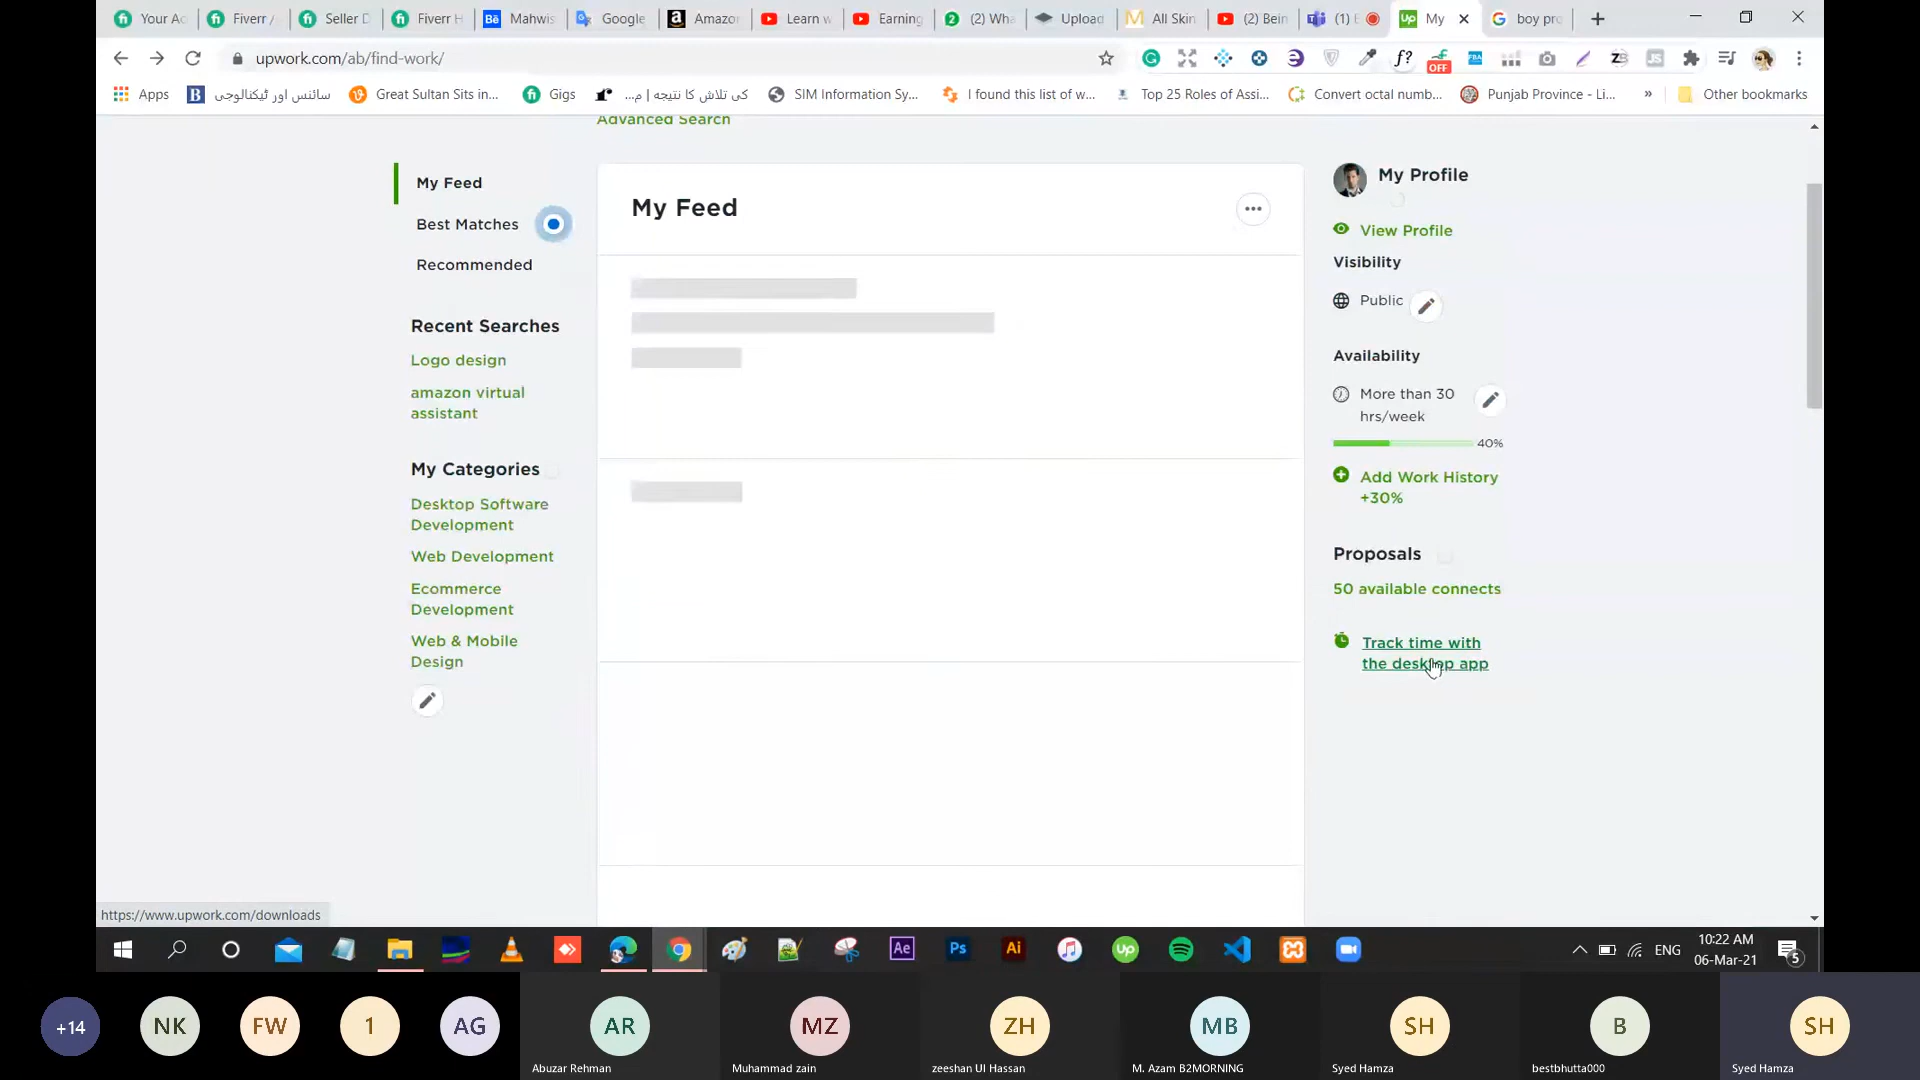 Your Ac
Fiverr /
Seller D
Fiverr H
Mahwis
Google
Amazon
Learn w
Earning
(2) Wha
Upload
All Skin
(2) Bein
(1)
My
boy pro
upwork.com/ab/find-work/
OFF
Apps
سائنس اور ٹیکنالوجی
Great Sultan Sits in...
Gigs
کی تلاش کا نتیجہ | م...
SIM Information Sy...
I found this list of w...
Top 25 Roles of Assi...
Convert octal numb...
Punjab Province - Li...
»
Other bookmarks
Advanced Search
My Feed
Best Matches
Recommended
Recent Searches
Logo design
amazon virtual
assistant
My Categories
Desktop Software
Development
Web Development
Ecommerce
Development
Web & Mobile
Design
My Feed
My Profile
View Profile
Visibility
Public
Availability
More than 30
hrs/week
40%
Add Work History
+30%
Proposals
50 available connects
Track time with
the desktop app
https://www.upwork.com/downloads
Ae
Ps
Ai
ENG
10:22 AM
06-Mar-21
5
+14
NK
FW
1
AG
AR
Abuzar Rehman
MZ
Muhammad zain
ZH
zeeshan Ul Hassan
MB
M. Azam B2MORNING
SH
Syed Hamza
B
bestbhutta000
SH
Syed Hamza